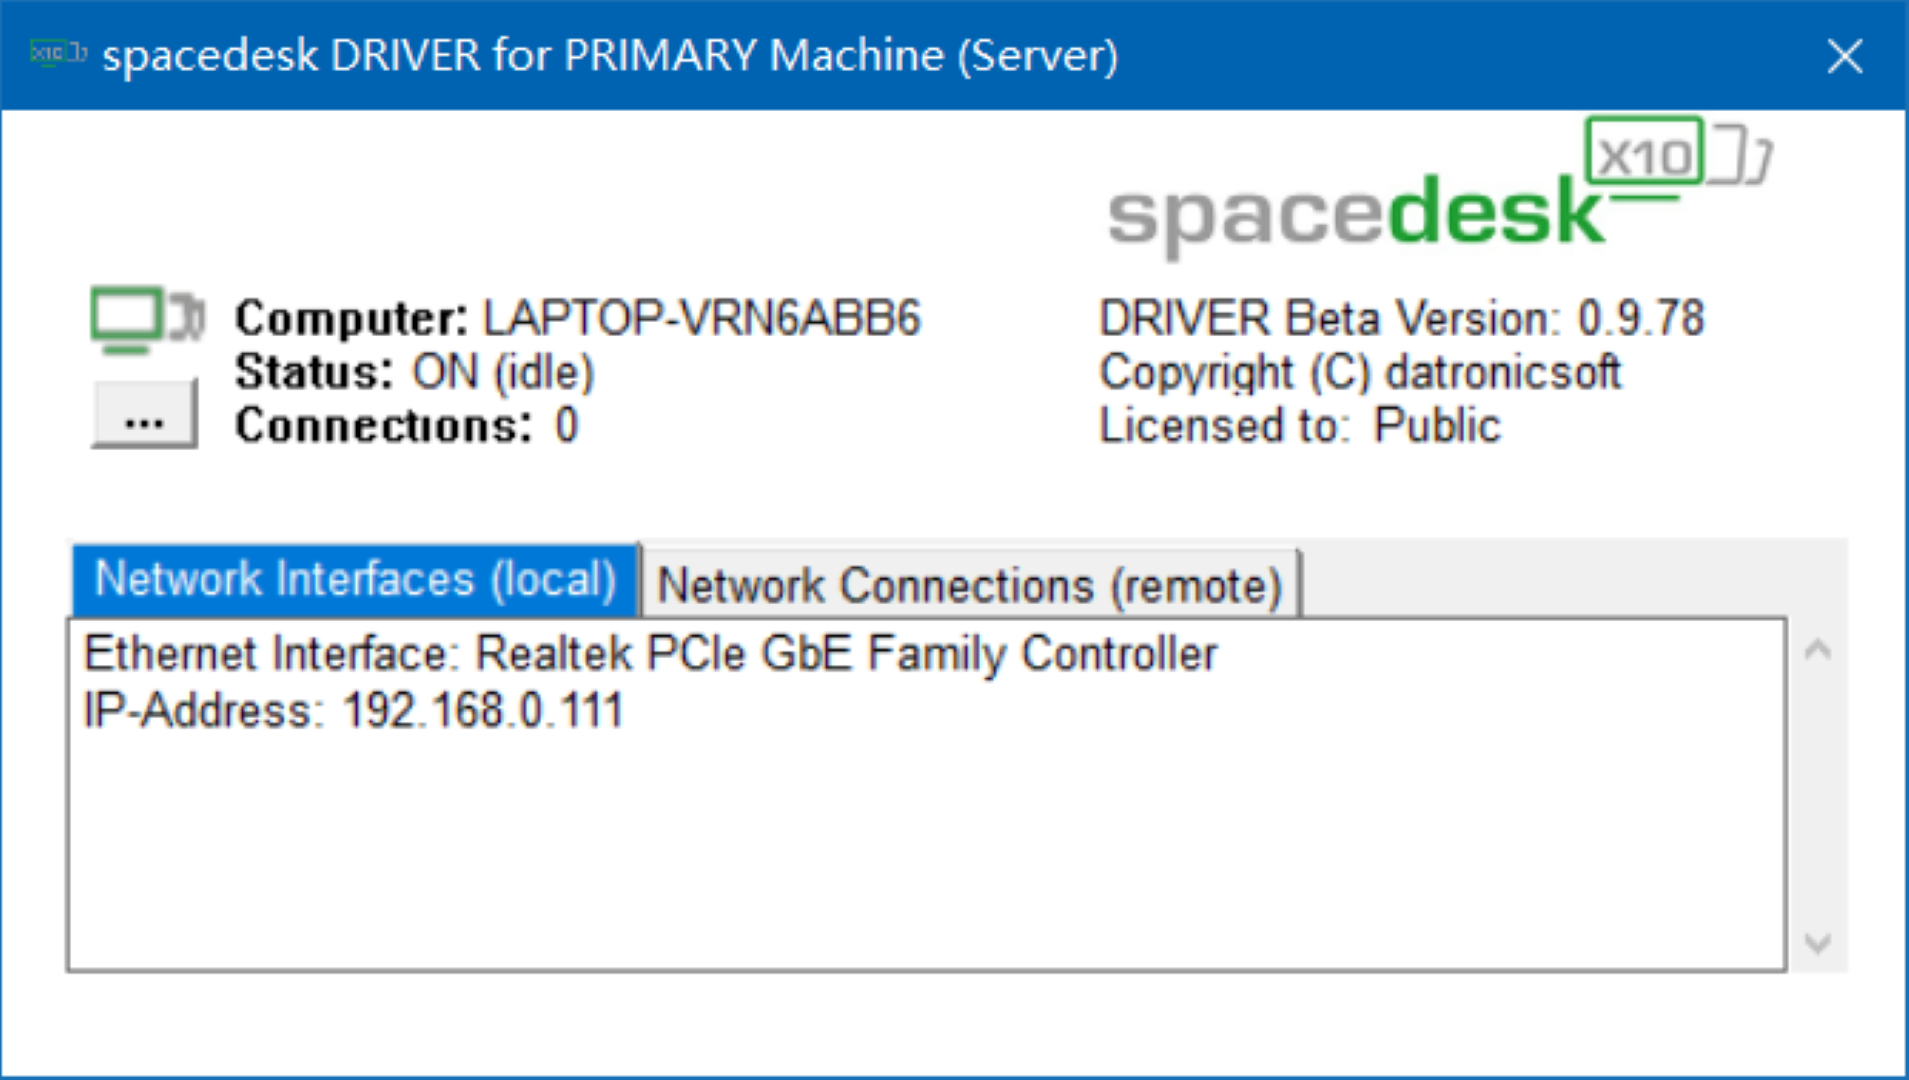 spacedesk DRIVER for PRIMARY Machine (Server)
X10
spacedesk
Computer: LAPTOP-VRN6ABB6
Status: ON (idle)
...
Connections: 0
DRIVER Beta Version: 0.9.78
Copyright (C) datronicsoft
Licensed to: Public
Network Interfaces (local)
Network Connections (remote)
Ethernet Interface: Realtek PCIe GbE Family Controller
IP-Address: 192.168.0.111